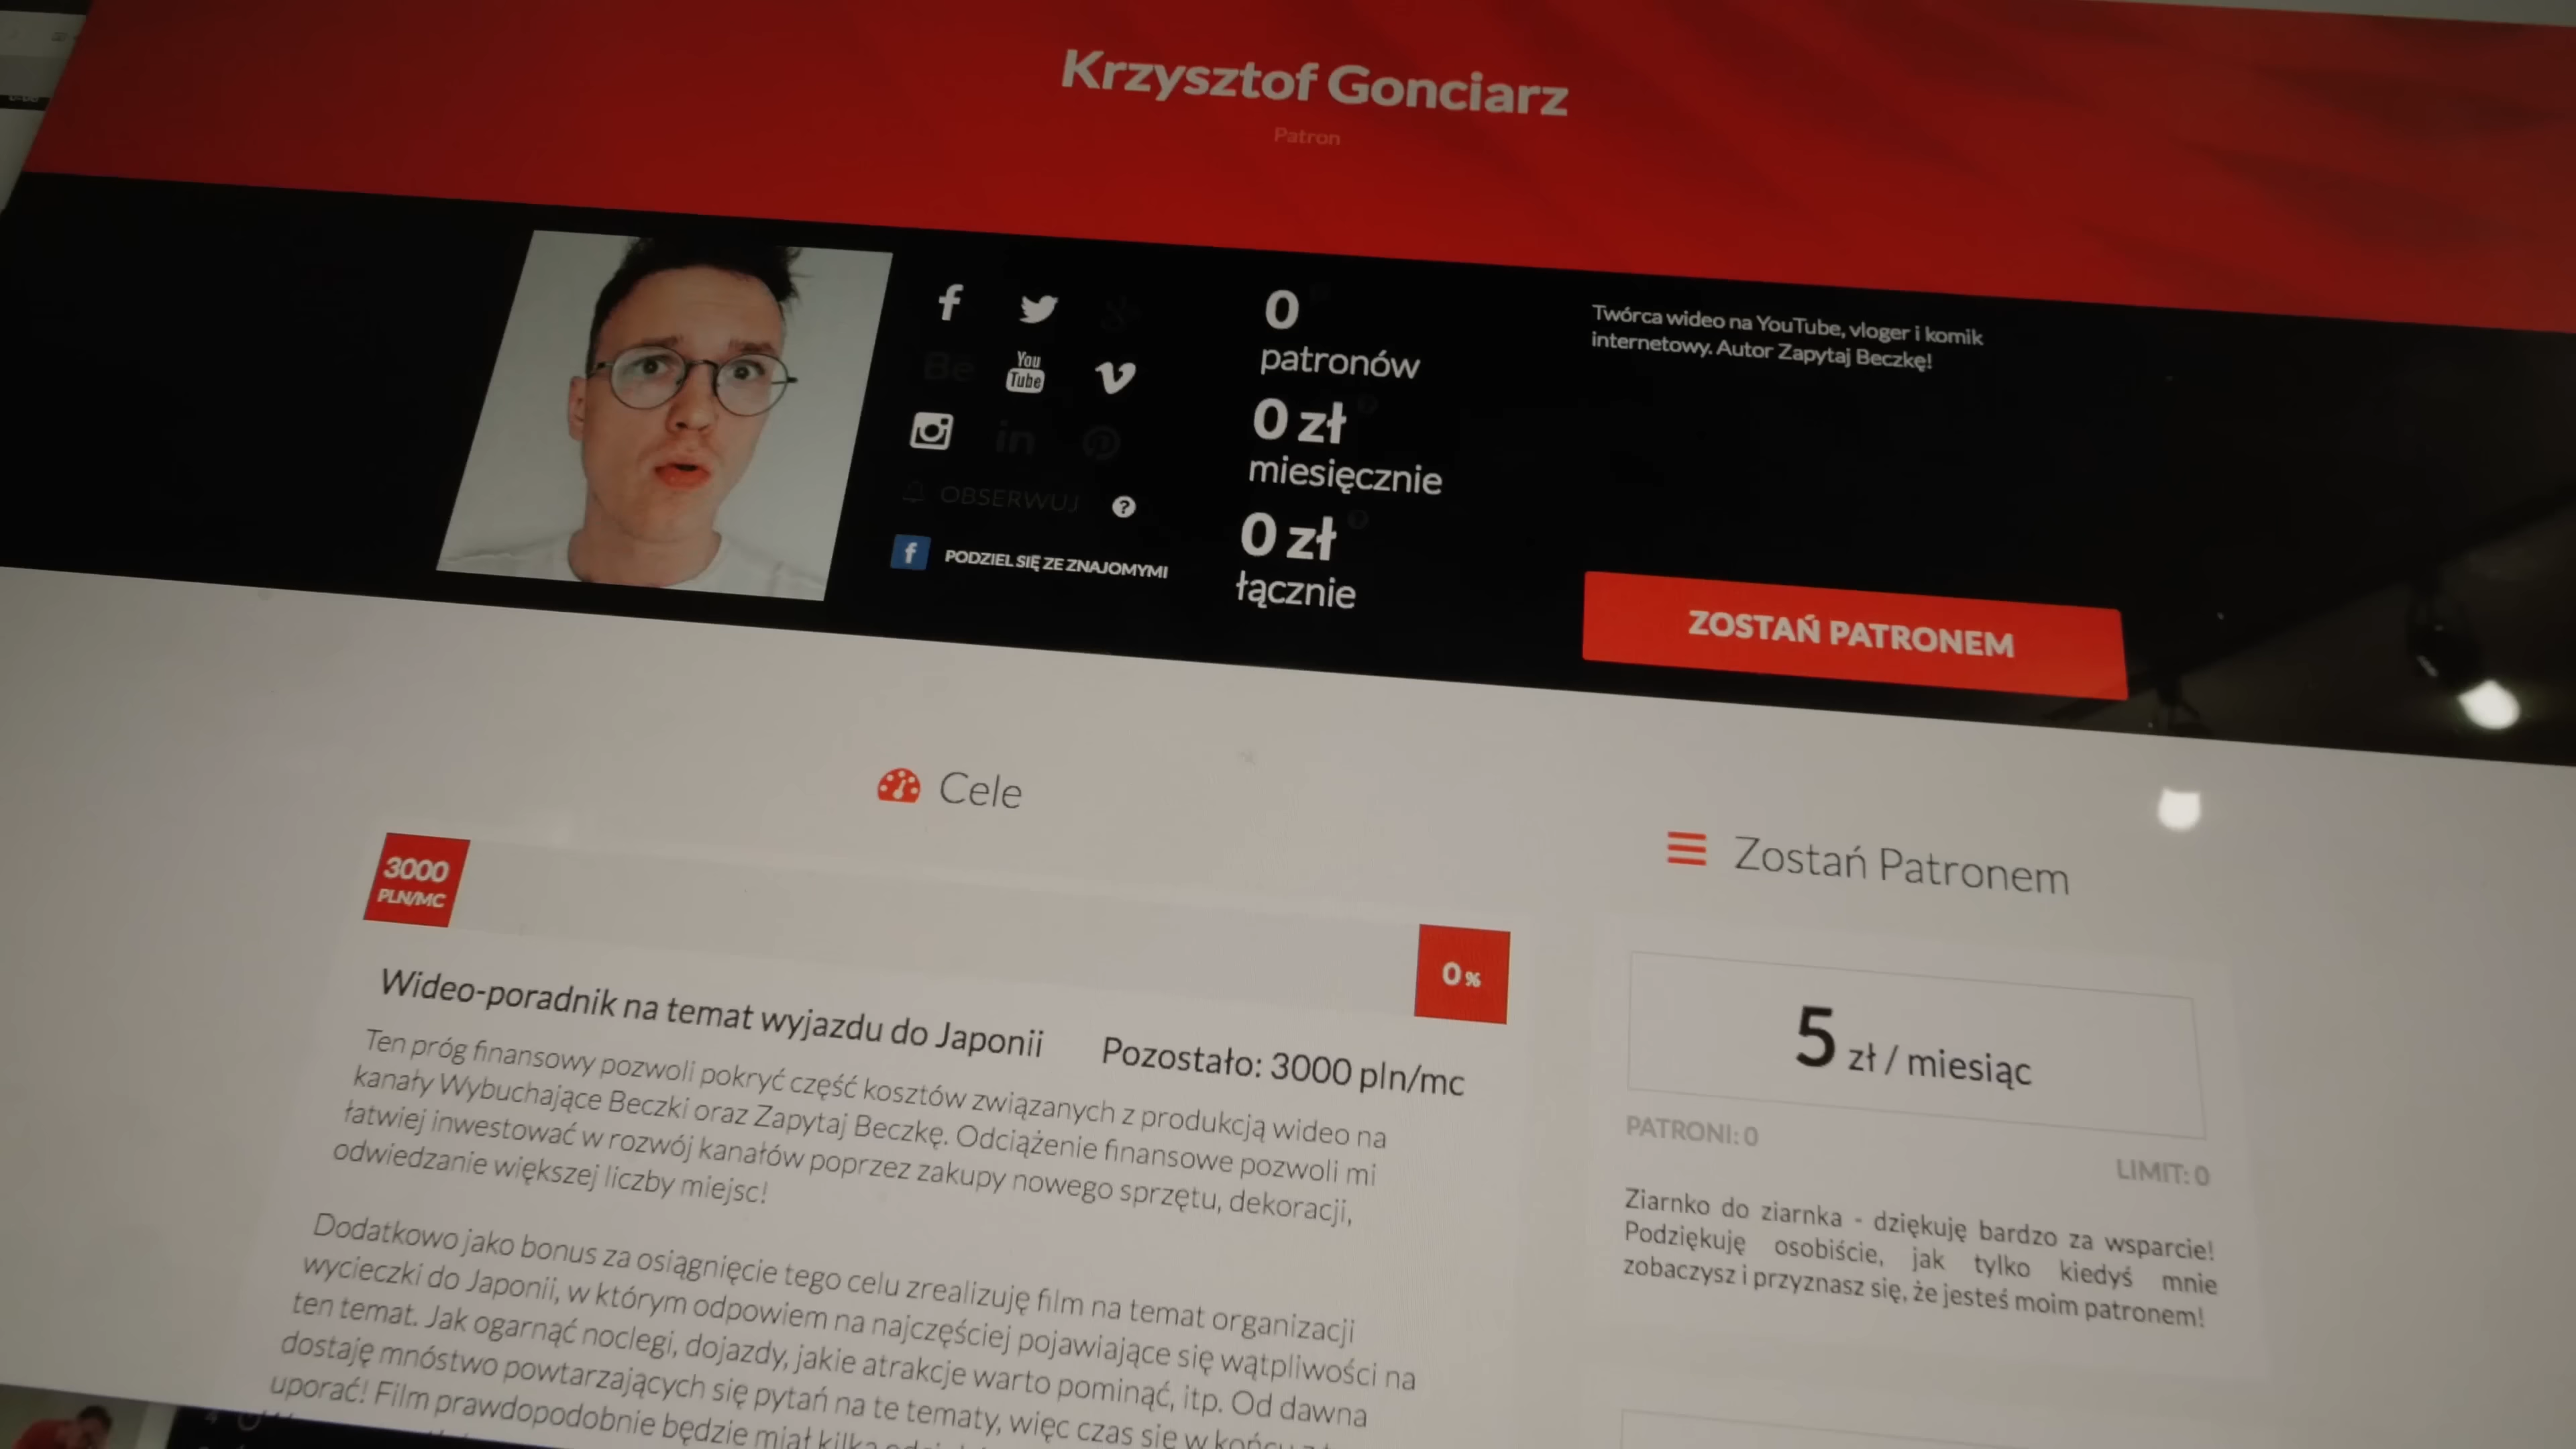 Krzysztof Gonciarz
Patron
0
patronów
0 zł
miesięcznie
0 zł
łącznie
Twórca wideo na YouTube, vloger i komik
internetowy. Autor Zapytaj Beczkę!
f
You
Tube
Be
in
OBSERWUJ ?
f PODZIEL SIĘ ZE ZNAJOMYMI
ZOSTAŃ PATRONEM
Cele
3000
PLN/MC
0 %
Wideo-poradnik na temat wyjazdu do Japonii
Pozostało: 3000 pln/mc
Ten próg finansowy pozwoli pokryć część kosztów związanych z produkcją wideo na
kanały Wybuchające Beczki oraz Zapytaj Beczkę. Odciążenie finansowe pozwoli mi
łatwiej inwestować w rozwój kanałów poprzez zakupy nowego sprzętu, dekoracji,
odwiedzanie większej liczby miejsc!
Dodatkowo jako bonus za osiągnięcie tego celu zrealizuję film na temat organizacji
wycieczki do Japonii, w którym odpowiem na najczęściej pojawiające się wątpliwości na
ten temat. Jak ogarnąć noclegi, dojazdy, jakie atrakcje warto pominąć, itp. Od dawna
dostaję mnóstwo powtarzających się pytań na te tematy, więc czas się w końcu
uporać! Film prawdopodobnie będzie miał kilka
Zostań Patronem
5 zł / miesiąc
PATRONI: 0
LIMIT: 0
Ziarnko do ziarnka - dziękuję bardzo za wsparcie!
Podziękuję osobiście, jak tylko kiedyś mnie
zobaczysz i przyznasz się, że jesteś moim patronem!